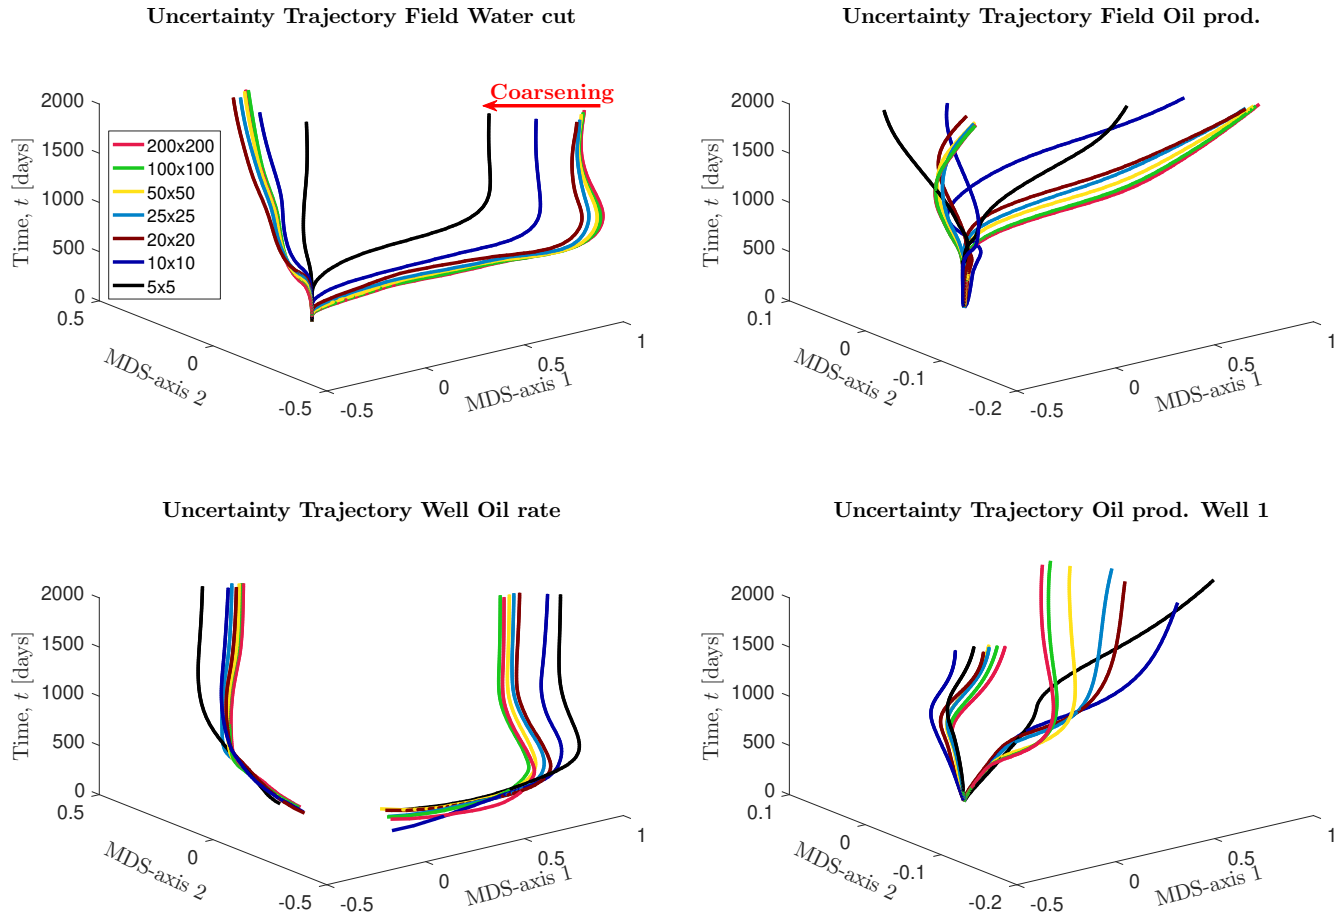 Uncertainty Trajectory Field Water cut
Coarsening
2000
1500
1000
500
0
Time, t [days]
200x200
100x100
50x50
25x25
20x20
10x10
5x5
0.5
0
-0.5
MDS-axis 2
-0.5
0
0.5
1
MDS-axis 1
Uncertainty Trajectory Field Oil prod.
2000
1500
1000
500
0
Time, t [days]
0.1
0
-0.1
-0.2
MDS-axis 2
-0.5
0
0.5
1
MDS-axis 1
Uncertainty Trajectory Well Oil rate
2000
1500
1000
500
0
Time, t [days]
0.5
0
-0.5
MDS-axis 2
-0.5
0
0.5
1
MDS-axis 1
Uncertainty Trajectory Oil prod. Well 1
2000
1500
1000
500
0
Time, t [days]
0.1
0
-0.1
-0.2
MDS-axis 2
-0.5
0
0.5
1
MDS-axis 1